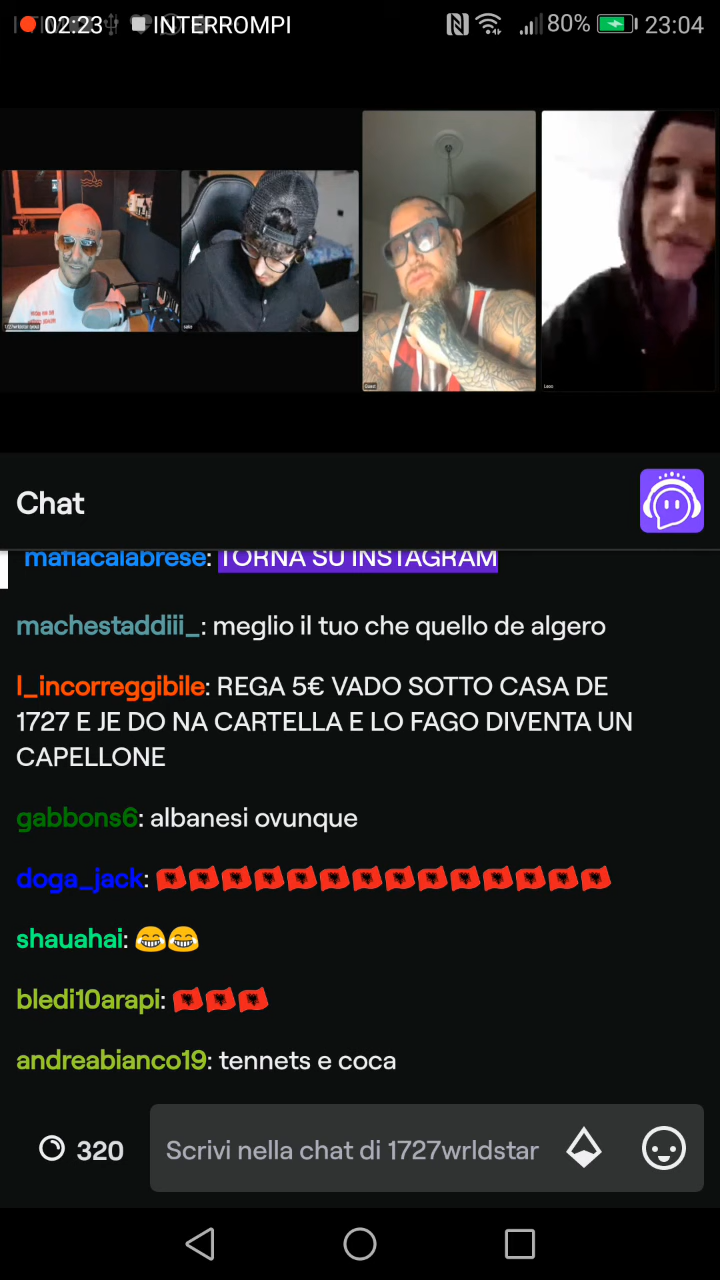 02:23 INTERROMPI 80% 23:04
Chat
mafiacalabrese: TORNA SU INSTAGRAM
machestaddiii_: meglio il tuo che quello de algero
l_incorreggibile: REGA 5€ VADO SOTTO CASA DE
1727 E JE DO NA CARTELLA E LO FAGO DIVENTA UN
CAPELLONE
gabbons6: albanesi ovunque
doga_jack: 🇦🇱🇦🇱🇦🇱🇦🇱🇦🇱🇦🇱🇦🇱🇦🇱🇦🇱🇦🇱🇦🇱🇦🇱🇦🇱🇦🇱
shauahai: 😂😂
bledi10arapi: 🇦🇱🇦🇱🇦🇱
andreabianco19: tennets e coca
320 Scrivi nella chat di 1727wrldstar